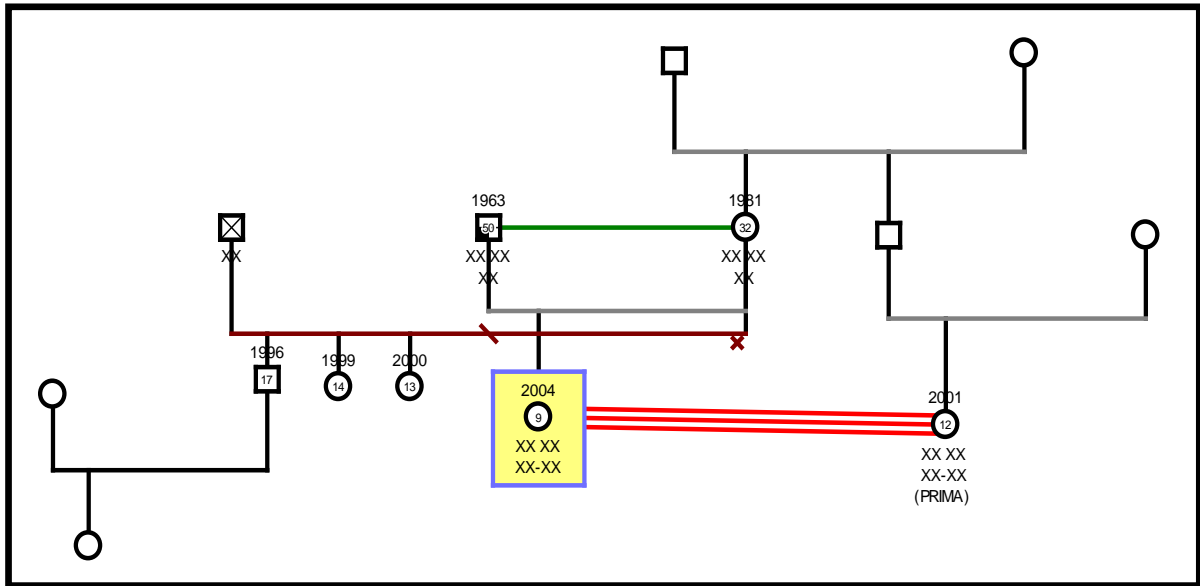 1963
1981
50
32
XX
XX XX
XX
XX XX
XX
1996
1999
2000
17
14
13
2004
9
XX XX
XX-XX
2001
12
XX XX
XX-XX
(PRIMA)